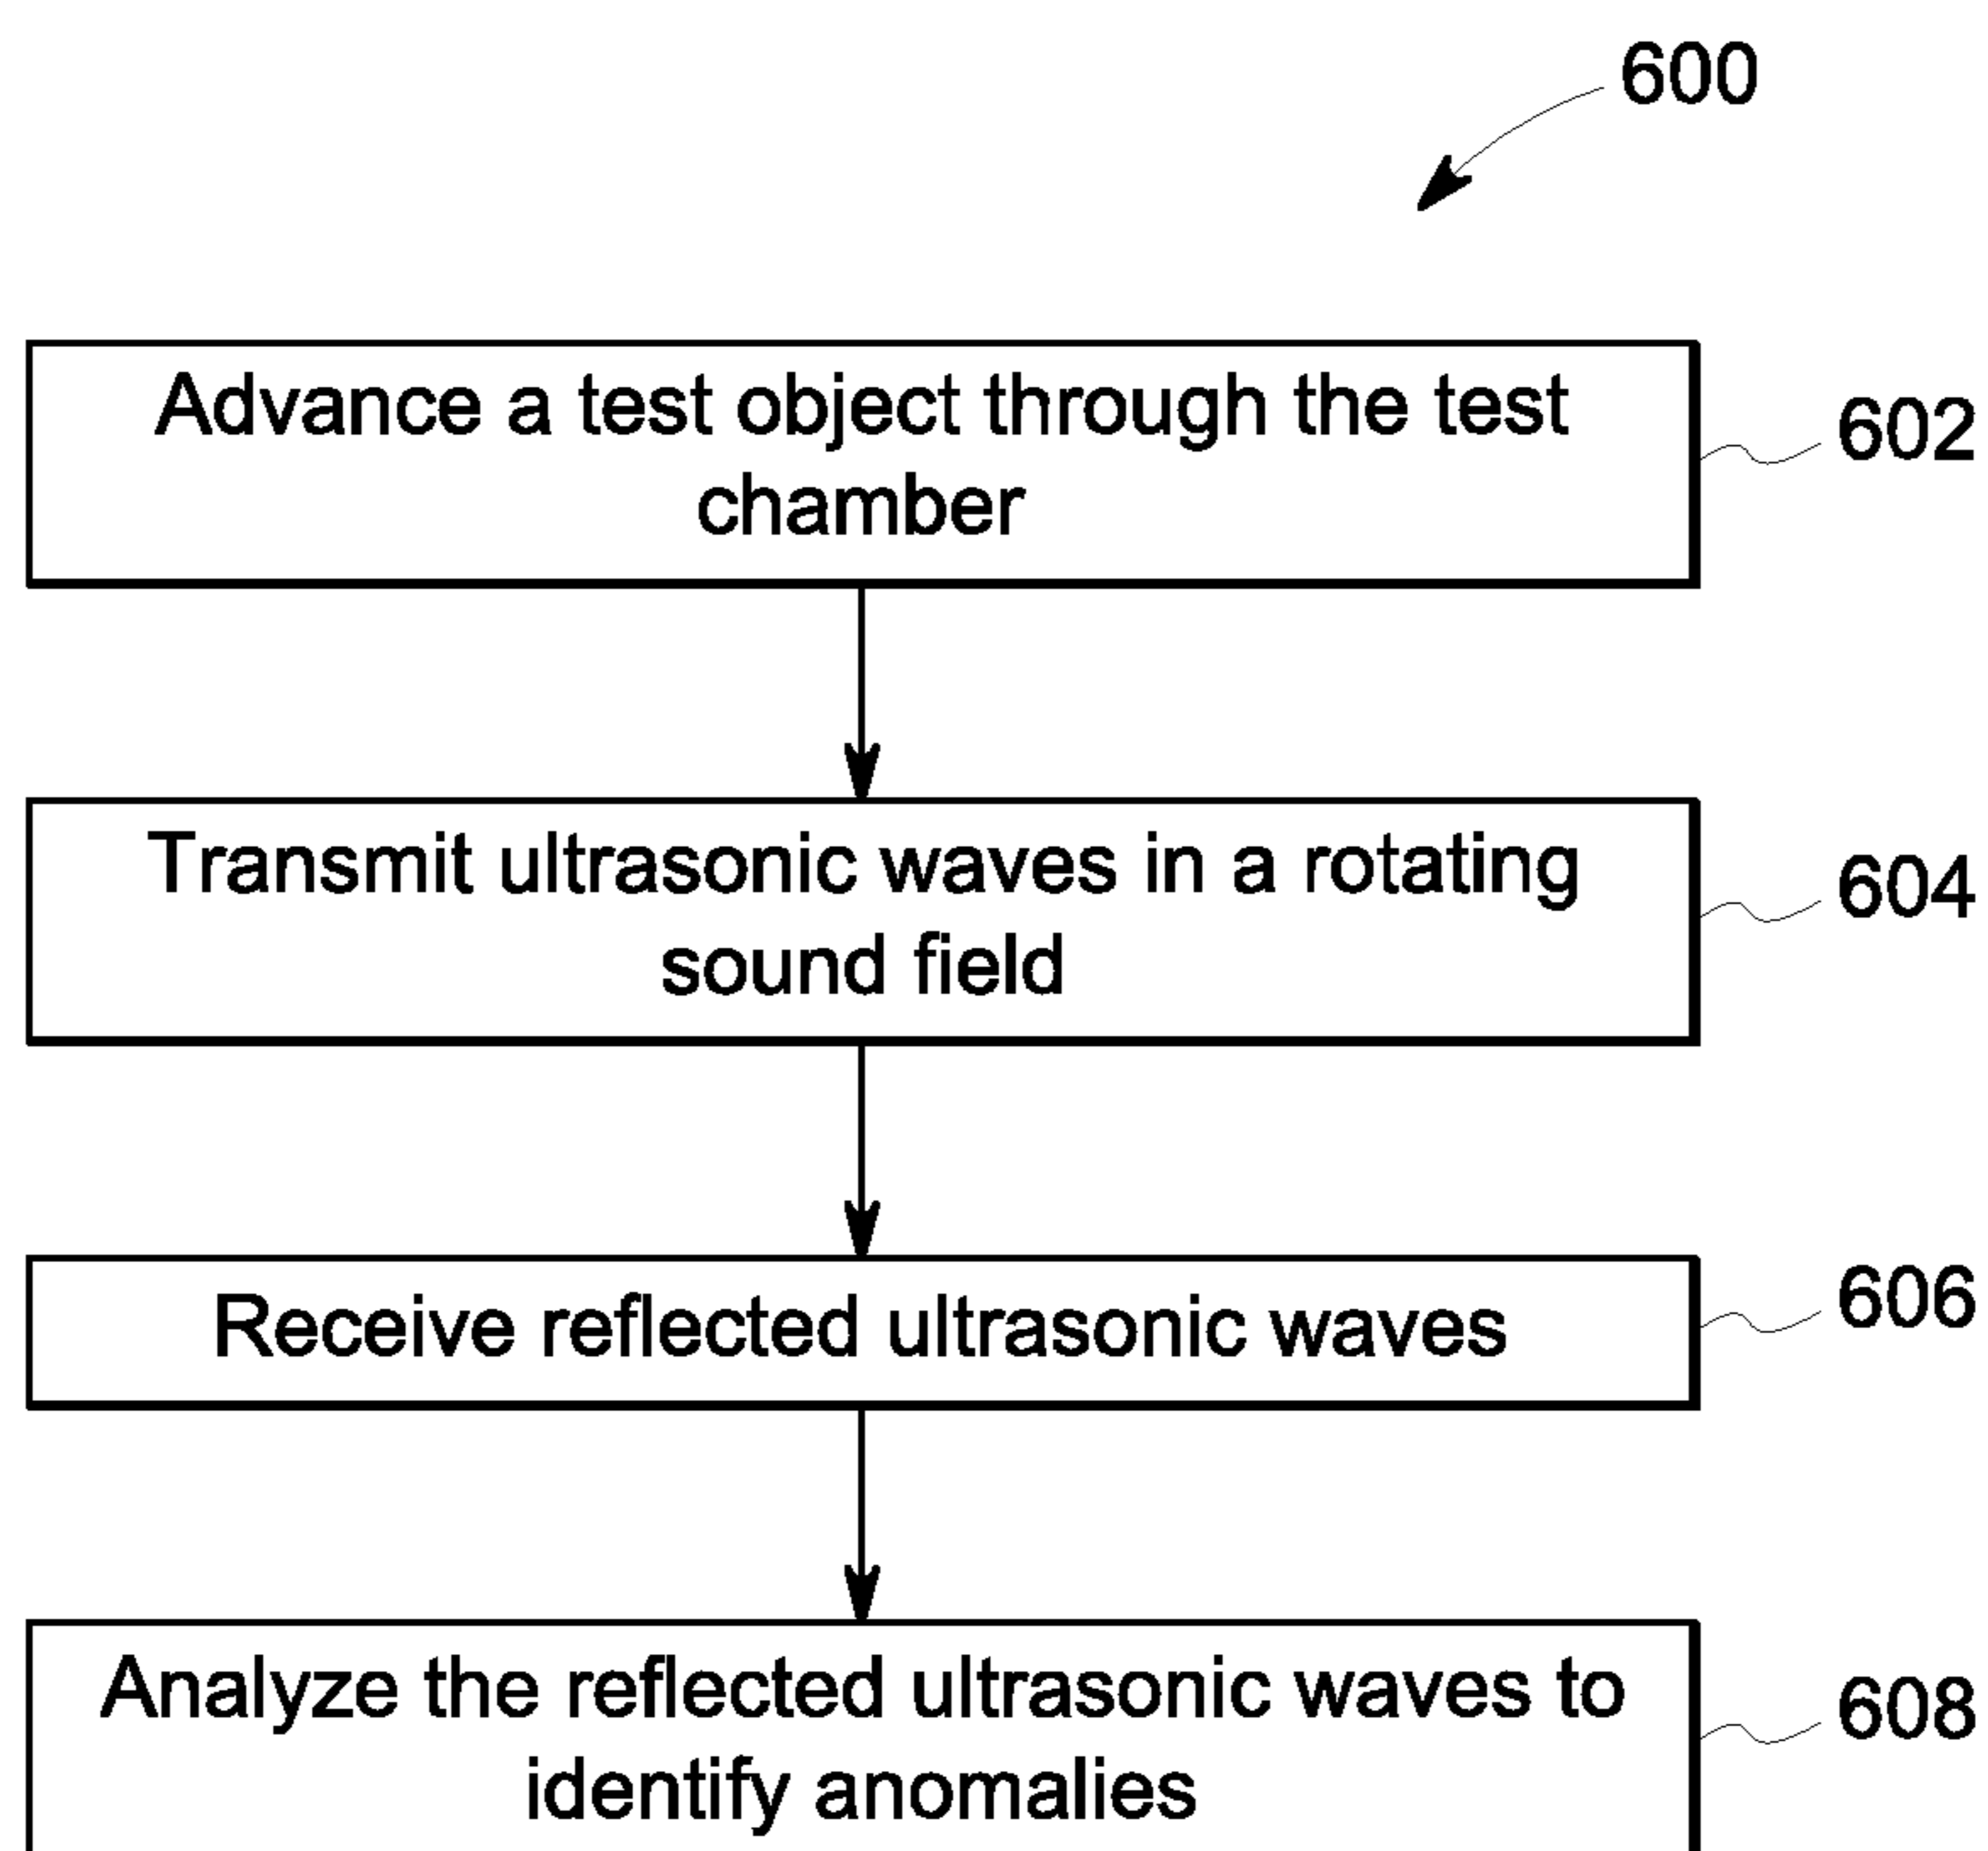 600
Advance a test object through the test
chamber
602
Transmit ultrasonic waves in a rotating
sound field
604
Receive reflected ultrasonic waves
606
Analyze the reflected ultrasonic waves to
identify anomalies
608